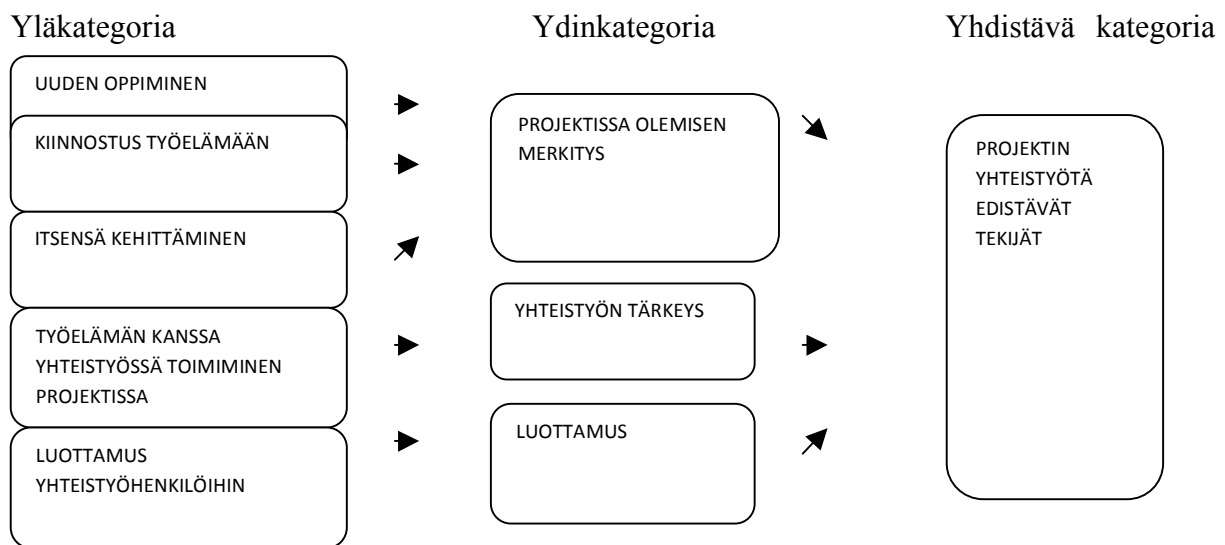 Yläkategoria
Ydinkategoria
Yhdistävä kategoria
UUDEN OPPIMINEN
KIINNOSTUS TYÖELÄMÄÄN
ITSENSÄ KEHITTÄMINEN
TYÖELÄMÄN KANSSA
YHTEISTYÖSSÄ TOIMIMINEN
PROJEKTISSA
LUOTTAMUS
YHTEISTYÖHENKILÖIHIN
PROJEKTISSA OLEMISEN
MERKITYS
YHTEISTYÖN TÄRKEYS
LUOTTAMUS
PROJEKTIN
YHTEISTYÖTÄ
EDISTÄVÄT
TEKIJÄT